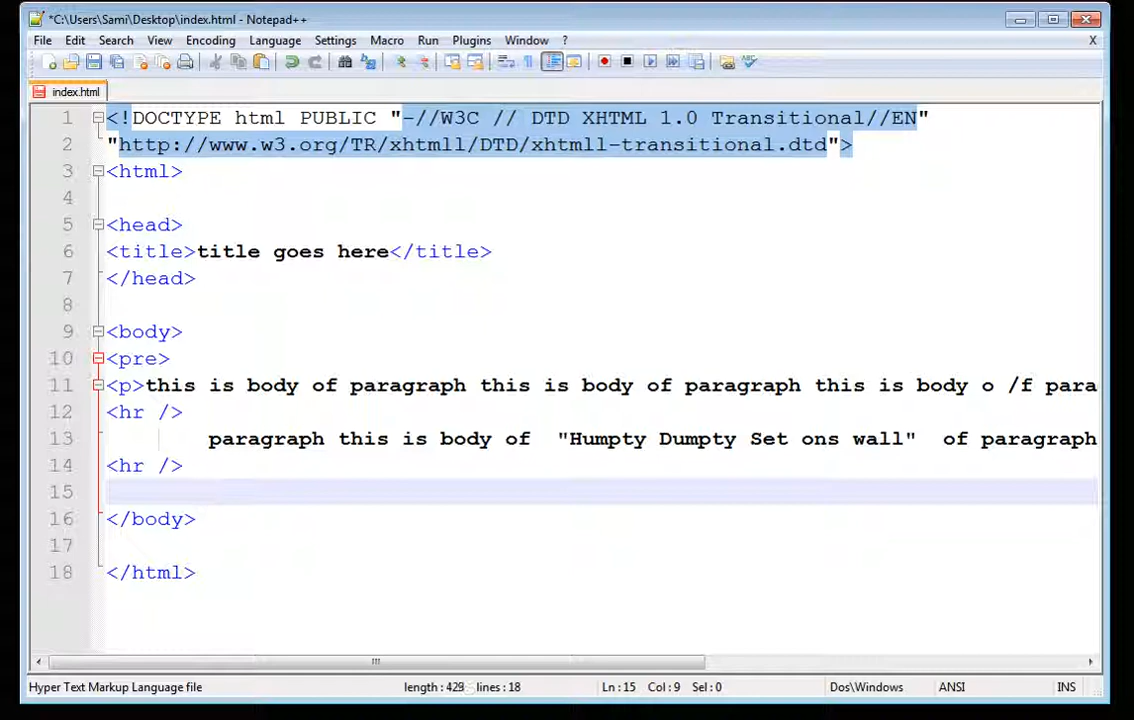 *C:\Users\Sami\Desktop\index.html - Notepad++
File Edit Search View Encoding Language Settings Macro Run Plugins Window ? X
index.html
1 <!DOCTYPE html PUBLIC "-//W3C // DTD XHTML 1.0 Transitional//EN"
2 "http://www.w3.org/TR/xhtmll/DTD/xhtmll-transitional.dtd">
3 <html>
4
5 <head>
6 <title>title goes here</title>
7 </head>
8
9 <body>
10 <pre>
11 <p>this is body of paragraph this is body of paragraph this is body o /f para
12 <hr />
13 paragraph this is body of "Humpty Dumpty Set ons wall" of paragraph
14 <hr />
15
16 </body>
17
18 </html>
Hyper Text Markup Language file length : 429 lines : 18 Ln : 15 Col : 9 Sel : 0 Dos\Windows ANSI INS